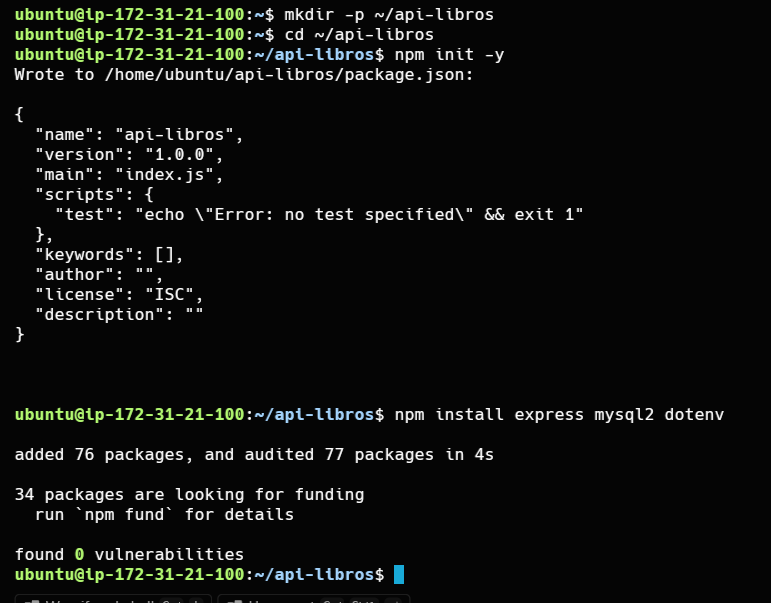 ubuntu@ip-172-31-21-100:~$ mkdir -p ~/api-libros
ubuntu@ip-172-31-21-100:~$ cd ~/api-libros
ubuntu@ip-172-31-21-100:~/api-libros$ npm init -y
Wrote to /home/ubuntu/api-libros/package.json:
{
  "name": "api-libros",
  "version": "1.0.0",
  "main": "index.js",
  "scripts": {
    "test": "echo \"Error: no test specified\" && exit 1"
  },
  "keywords": [],
  "author": "",
  "license": "ISC",
  "description": ""
}
ubuntu@ip-172-31-21-100:~/api-libros$ npm install express mysql2 dotenv
added 76 packages, and audited 77 packages in 4s
34 packages are looking for funding
  run `npm fund` for details
found 0 vulnerabilities
ubuntu@ip-172-31-21-100:~/api-libros$